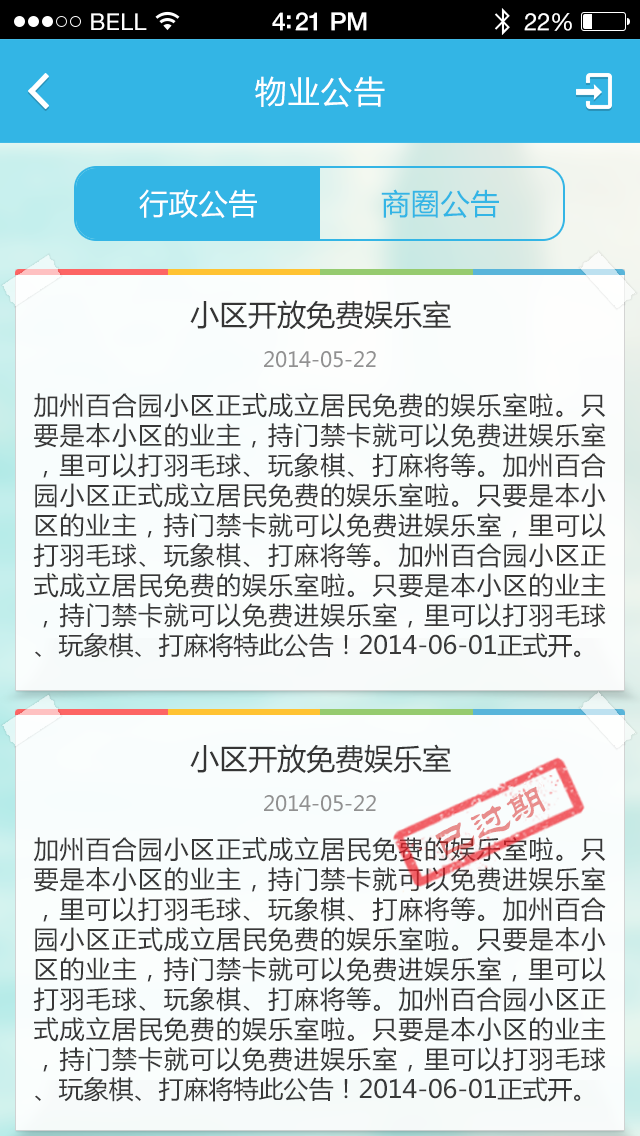 BELL 4:21 PM 22%
物业公告
行政公告 商圈公告
小区开放免费娱乐室
2014-05-22
加州百合园小区正式成立居民免费的娱乐室啦。只
要是本小区的业主，持门禁卡就可以免费进娱乐室
，里可以打羽毛球、玩象棋、打麻将等。加州百合
园小区正式成立居民免费的娱乐室啦。只要是本小
区的业主，持门禁卡就可以免费进娱乐室，里可以
打羽毛球、玩象棋、打麻将等。加州百合园小区正
式成立居民免费的娱乐室啦。只要是本小区的业主
，持门禁卡就可以免费进娱乐室，里可以打羽毛球
、玩象棋、打麻将特此公告！2014-06-01正式开。
小区开放免费娱乐室
2014-05-22
已过期
加州百合园小区正式成立居民免费的娱乐室啦。只
要是本小区的业主，持门禁卡就可以免费进娱乐室
，里可以打羽毛球、玩象棋、打麻将等。加州百合
园小区正式成立居民免费的娱乐室啦。只要是本小
区的业主，持门禁卡就可以免费进娱乐室，里可以
打羽毛球、玩象棋、打麻将等。加州百合园小区正
式成立居民免费的娱乐室啦。只要是本小区的业主
，持门禁卡就可以免费进娱乐室，里可以打羽毛球
、玩象棋、打麻将特此公告！2014-06-01正式开。